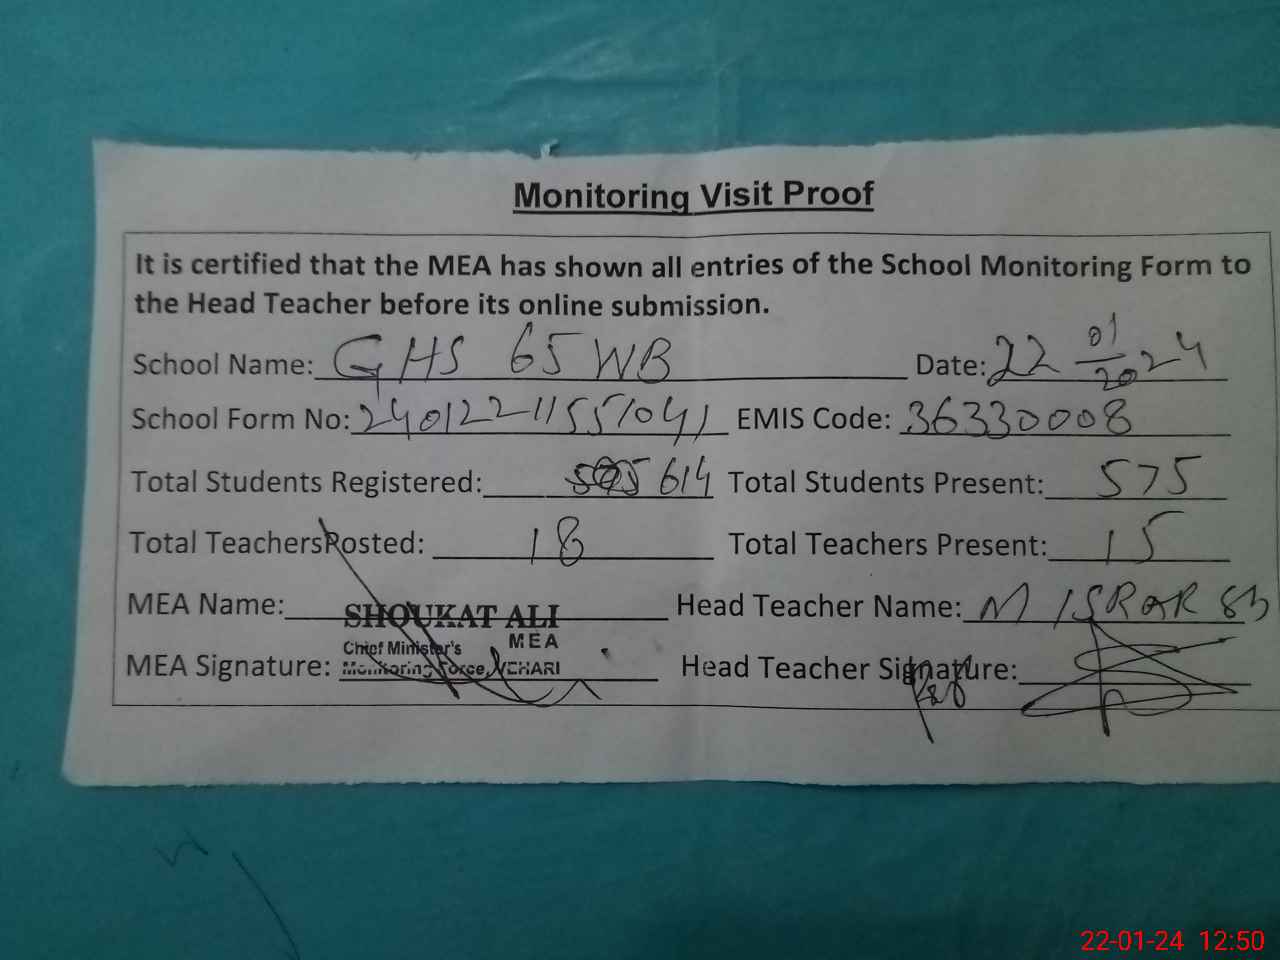 Monitoring Visit Proof
It is certified that the MEA has shown all entries of the School Monitoring Form to
the Head Teacher before its online submission.
School Name: GHS 65 WB Date: 22 01/2024
School Form No: 240122115551041 EMIS Code: 36330008
Total Students Registered: 614 Total Students Present: 575
Total Teachers Posted: 18 Total Teachers Present: 15
MEA Name: SHOUKAT ALI Head Teacher Name: M ISRAR
MEA
Chief Minister's
MEA Signature: Monitoring Force, VEHARI Head Teacher Signature:
22-01-24 12:50